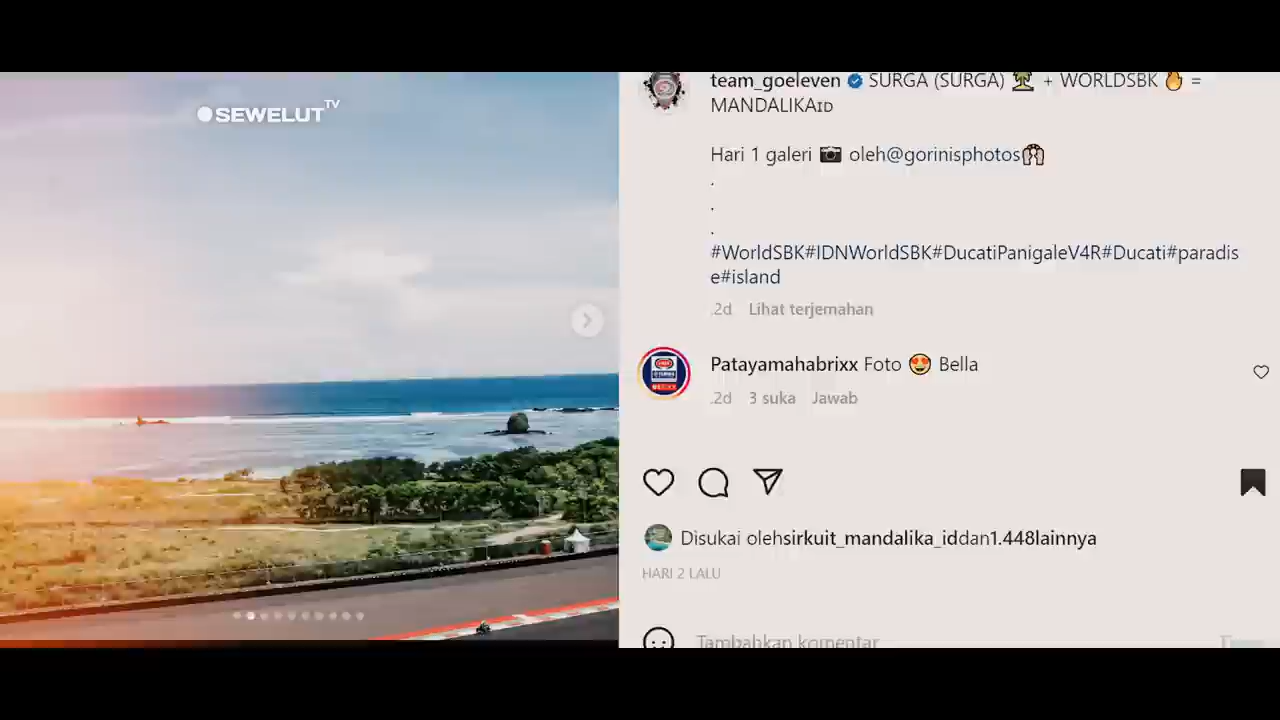 SEWELUT TV
team_goeleven SURGA (SURGA) 🏝 + WORLDSBK 🔥 =
MANDALIKAɪᴅ
Hari 1 galeri 📷 oleh@gorinisphotos🙌
.
.
.
#WorldSBK#IDNWorldSBK#DucatiPanigaleV4R#Ducati#paradis
e#island
.2d Lihat terjemahan
Patayamahabrixx Foto 😍 Bella
.2d 3 suka Jawab
Disukai olehsirkuit_mandalika_iddan1.448lainnya
HARI 2 LALU
Tambahkan komentar